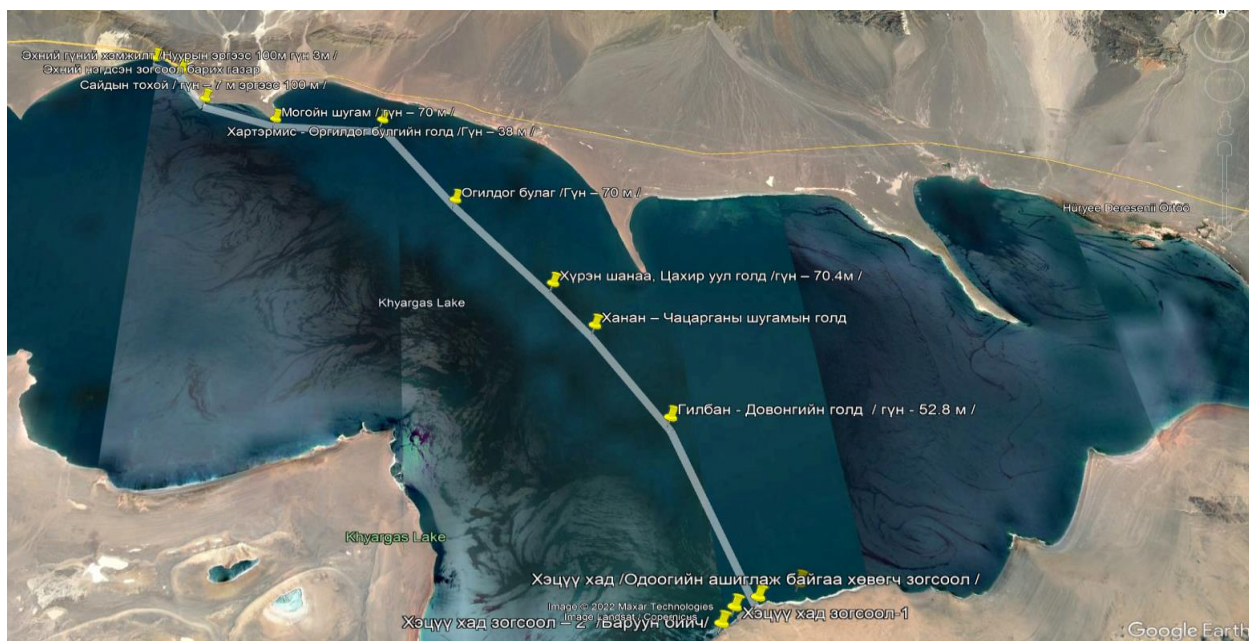 N
Эхний гүний хэмжилт /Нуурын эргээс 100м гүн 3м /
Эхний нэгдсэн зогсоол барих газар
Сайдын тохой / гүн – 7 м эргээс 100 м /
Могойн шугам / гүн – 70 м /
Хартэрмис - Оргилдог булгийн голд /Гүн – 38 м /
Огилдог булаг /Гүн – 70 м /
Huryee Deresenii Ortoo
Хүрэн шанаа, Цахир уул голд /гүн – 70.4м /
Khyargas Lake
Ханан – Чацарганы шугамын голд
Гилбан - Довонгийн голд / гүн - 52.8 м /
Khyargas Lake
Хэцүү хад /Одоогийн ашиглаж байгаа хөвөгч зогсоол /
Image © 2022 Maxar Technologies
Image Landsat / Copernicus
Хэцүү хад зогсоол-1
Хэцүү хад зогсоол – 2 /Баруун бийч/
Google Earth